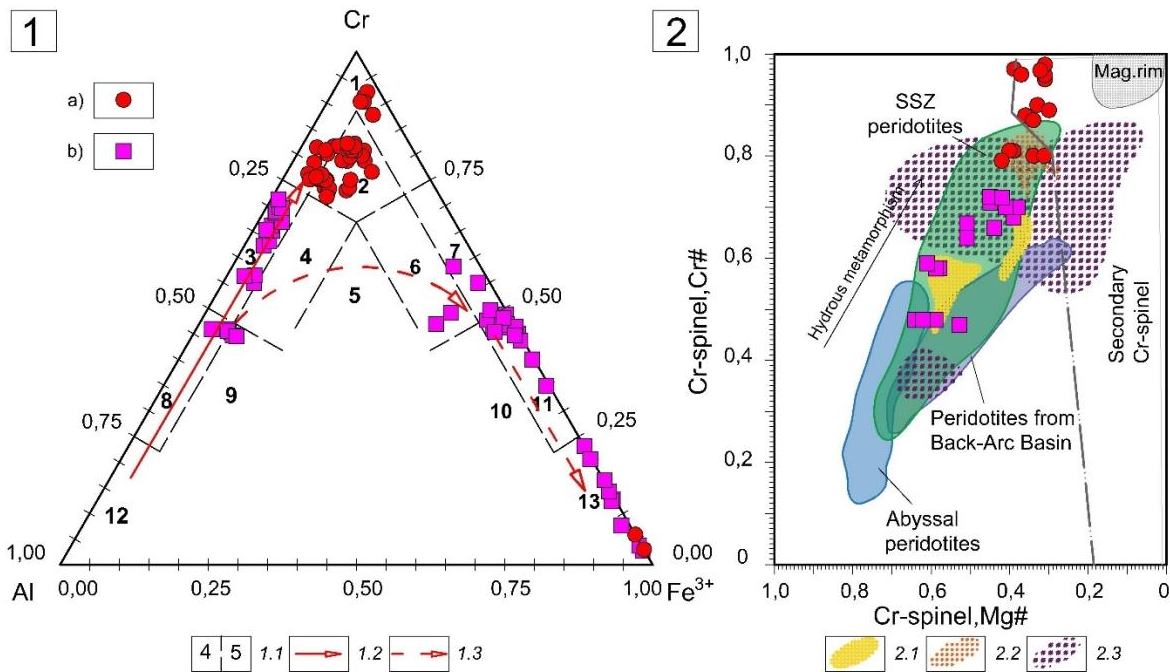 1
Cr
a)
b)
1
2
0,25
0,75
3
4
5
6
7
0,50
0,50
8
9
10
11
0,75
0,25
12
13
1,00
0,00
Al
0,00
0,25
0,50
0,75
1,00
Fe3+
4 5 1.1
1.2
1.3
2
1,0
0,8
0,6
0,4
0,2
0
Cr-spinel,Cr#
Mag.rim
SSZ
peridotites
Hydrous metamorphism
Secondary
Cr-spinel
Peridotites from
Back-Arc Basin
Abyssal
peridotites
1,0 0,8 0,6 0,4 0,2 0
Cr-spinel,Mg#
2.1
2.2
2.3